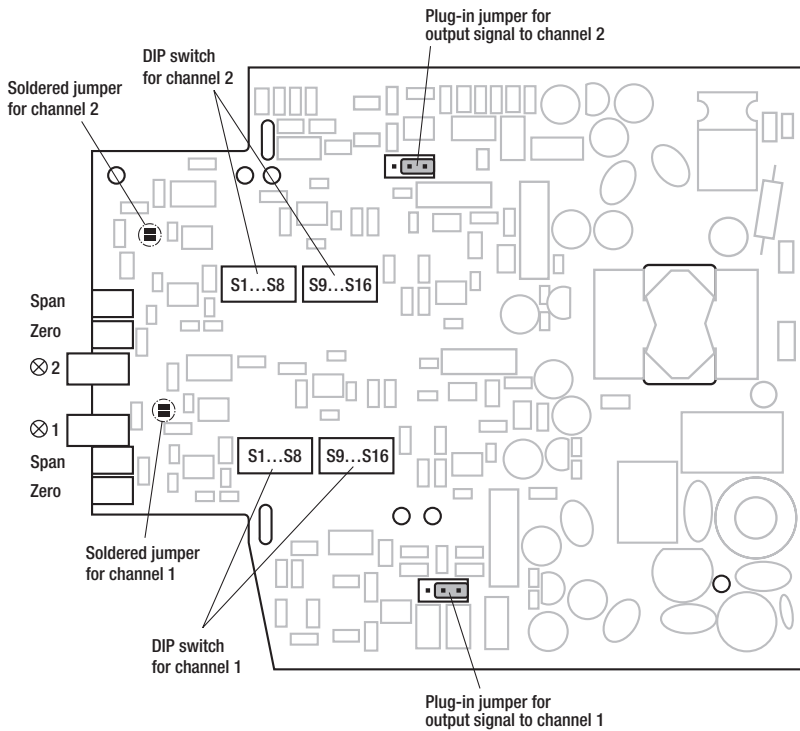 Plug-in jumper for
output signal to channel 2
DIP switch
for channel 2
Soldered jumper
for channel 2
S1...S8
S9...S16
Span
Zero
⊗2
⊗1
Span
Zero
S1...S8
S9...S16
Soldered jumper
for channel 1
DIP switch
for channel 1
Plug-in jumper for
output signal to channel 1